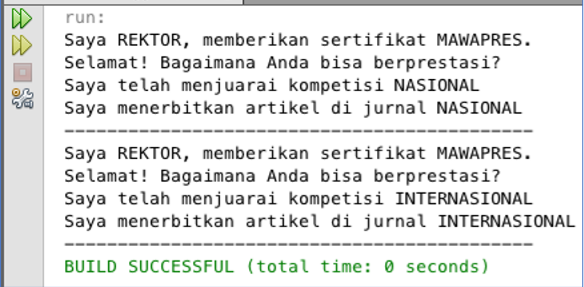 run:
Saya REKTOR, memberikan sertifikat MAWAPRES.
Selamat! Bagaimana Anda bisa berprestasi?
Saya telah menjuarai kompetisi NASIONAL
Saya menerbitkan artikel di jurnal NASIONAL
---------------------------------------------
Saya REKTOR, memberikan sertifikat MAWAPRES.
Selamat! Bagaimana Anda bisa berprestasi?
Saya telah menjuarai kompetisi INTERNASIONAL
Saya menerbitkan artikel di jurnal INTERNASIONAL
---------------------------------------------
BUILD SUCCESSFUL (total time: 0 seconds)